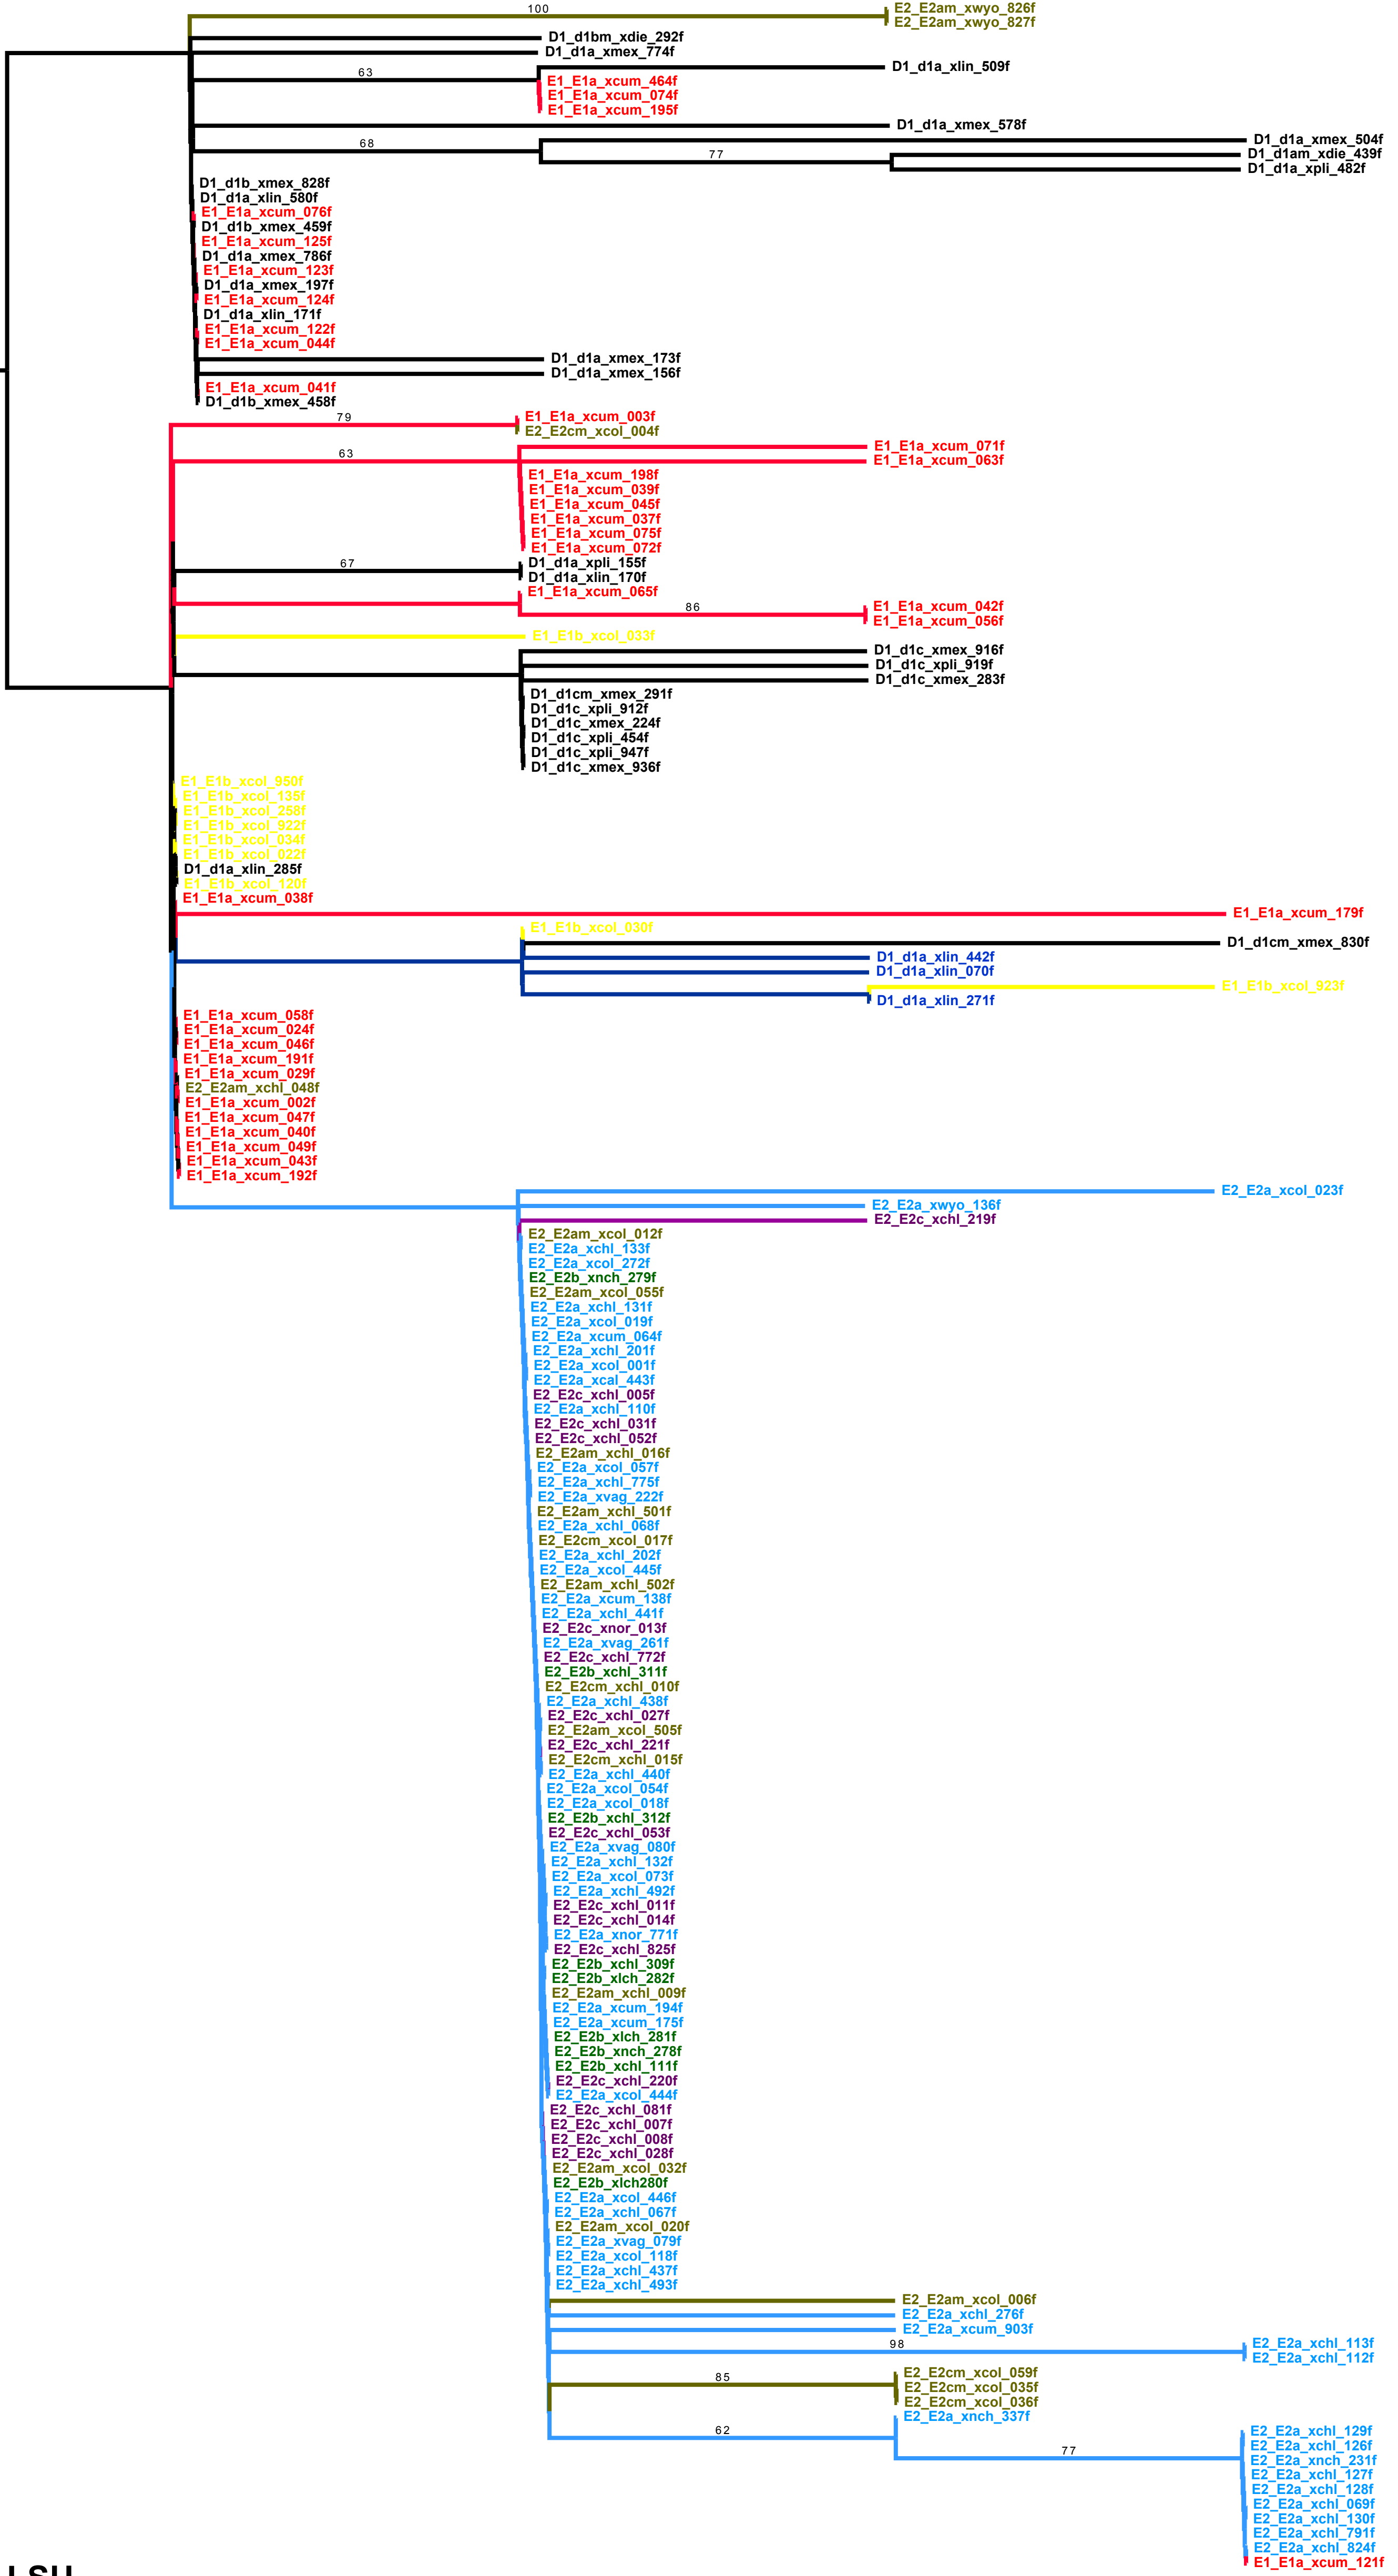 100
E2_E2am_xwyo_826f
E2_E2am_xwyo_827f
D1_d1bm_xdie_292f
D1_d1a_xmex_774f
63
D1_d1a_xlin_509f
E1_E1a_xcum_464f
E1_E1a_xcum_074f
E1_E1a_xcum_195f
D1_d1a_xmex_578f
68
D1_d1a_xmex_504f
77
D1_d1am_xdie_439f
D1_d1a_xpli_482f
D1_d1b_xmex_828f
D1_d1a_xlin_580f
E1_E1a_xcum_076f
D1_d1b_xmex_459f
E1_E1a_xcum_125f
D1_d1a_xmex_786f
E1_E1a_xcum_123f
D1_d1a_xmex_197f
E1_E1a_xcum_124f
D1_d1a_xlin_171f
E1_E1a_xcum_122f
E1_E1a_xcum_044f
D1_d1a_xmex_173f
D1_d1a_xmex_156f
E1_E1a_xcum_041f
D1_d1b_xmex_458f
79
E1_E1a_xcum_003f
E2_E2cm_xcol_004f
E1_E1a_xcum_071f
63
E1_E1a_xcum_063f
E1_E1a_xcum_198f
E1_E1a_xcum_039f
E1_E1a_xcum_045f
E1_E1a_xcum_037f
E1_E1a_xcum_075f
E1_E1a_xcum_072f
67
D1_d1a_xpli_155f
D1_d1a_xlin_170f
E1_E1a_xcum_065f
86
E1_E1a_xcum_042f
E1_E1a_xcum_056f
E1_E1b_xcol_033f
D1_d1c_xmex_916f
D1_d1c_xpli_919f
D1_d1c_xmex_283f
D1_d1cm_xmex_291f
D1_d1c_xpli_912f
D1_d1c_xmex_224f
D1_d1c_xpli_454f
D1_d1c_xpli_947f
D1_d1c_xmex_936f
E1_E1b_xcol_950f
E1_E1b_xcol_135f
E1_E1b_xcol_258f
E1_E1b_xcol_922f
E1_E1b_xcol_034f
E1_E1b_xcol_022f
D1_d1a_xlin_285f
E1_E1b_xcol_120f
E1_E1a_xcum_038f
E1_E1a_xcum_179f
E1_E1b_xcol_030f
D1_d1cm_xmex_830f
D1_d1a_xlin_442f
D1_d1a_xlin_070f
E1_E1b_xcol_923f
D1_d1a_xlin_271f
E1_E1a_xcum_058f
E1_E1a_xcum_024f
E1_E1a_xcum_046f
E1_E1a_xcum_191f
E1_E1a_xcum_029f
E2_E2am_xchl_048f
E1_E1a_xcum_002f
E1_E1a_xcum_047f
E1_E1a_xcum_040f
E1_E1a_xcum_049f
E1_E1a_xcum_043f
E1_E1a_xcum_192f
E2_E2a_xcol_023f
E2_E2a_xwyo_136f
E2_E2c_xchl_219f
E2_E2am_xcol_012f
E2_E2a_xchl_133f
E2_E2a_xcol_272f
E2_E2b_xnch_279f
E2_E2am_xcol_055f
E2_E2a_xchl_131f
E2_E2a_xcol_019f
E2_E2a_xcum_064f
E2_E2a_xchl_201f
E2_E2a_xcol_001f
E2_E2a_xcal_443f
E2_E2c_xchl_005f
E2_E2a_xchl_110f
E2_E2c_xchl_031f
E2_E2c_xchl_052f
E2_E2am_xchl_016f
E2_E2a_xcol_057f
E2_E2a_xchl_775f
E2_E2a_xvag_222f
E2_E2am_xchl_501f
E2_E2a_xchl_068f
E2_E2cm_xcol_017f
E2_E2a_xchl_202f
E2_E2a_xcol_445f
E2_E2am_xchl_502f
E2_E2a_xcum_138f
E2_E2a_xchl_441f
E2_E2c_xnor_013f
E2_E2a_xvag_261f
E2_E2c_xchl_772f
E2_E2b_xchl_311f
E2_E2cm_xchl_010f
E2_E2a_xchl_438f
E2_E2c_xchl_027f
E2_E2am_xcol_505f
E2_E2c_xchl_221f
E2_E2cm_xchl_015f
E2_E2a_xchl_440f
E2_E2a_xcol_054f
E2_E2a_xcol_018f
E2_E2b_xchl_312f
E2_E2c_xchl_053f
E2_E2a_xvag_080f
E2_E2a_xchl_132f
E2_E2a_xcol_073f
E2_E2a_xchl_492f
E2_E2c_xchl_011f
E2_E2c_xchl_014f
E2_E2a_xnor_771f
E2_E2c_xchl_825f
E2_E2b_xchl_309f
E2_E2b_xlch_282f
E2_E2am_xchl_009f
E2_E2a_xcum_194f
E2_E2a_xcum_175f
E2_E2b_xlch_281f
E2_E2b_xnch_278f
E2_E2b_xchl_111f
E2_E2c_xchl_220f
E2_E2a_xcol_444f
E2_E2c_xchl_081f
E2_E2c_xchl_007f
E2_E2c_xchl_008f
E2_E2c_xchl_028f
E2_E2am_xcol_032f
E2_E2b_xlch280f
E2_E2a_xcol_446f
E2_E2a_xchl_067f
E2_E2am_xcol_020f
E2_E2a_xvag_079f
E2_E2a_xcol_118f
E2_E2a_xchl_437f
E2_E2a_xchl_493f
E2_E2am_xcol_006f
E2_E2a_xchl_276f
E2_E2a_xcum_903f
98
E2_E2a_xchl_113f
E2_E2a_xchl_112f
85
E2_E2cm_xcol_059f
E2_E2cm_xcol_035f
E2_E2cm_xcol_036f
E2_E2a_xnch_337f
62
77
E2_E2a_xchl_129f
E2_E2a_xchl_126f
E2_E2a_xnch_231f
E2_E2a_xchl_127f
E2_E2a_xchl_128f
E2_E2a_xchl_069f
E2_E2a_xchl_130f
E2_E2a_xchl_791f
E2_E2a_xchl_824f
E1_E1a_xcum_121f
LSU